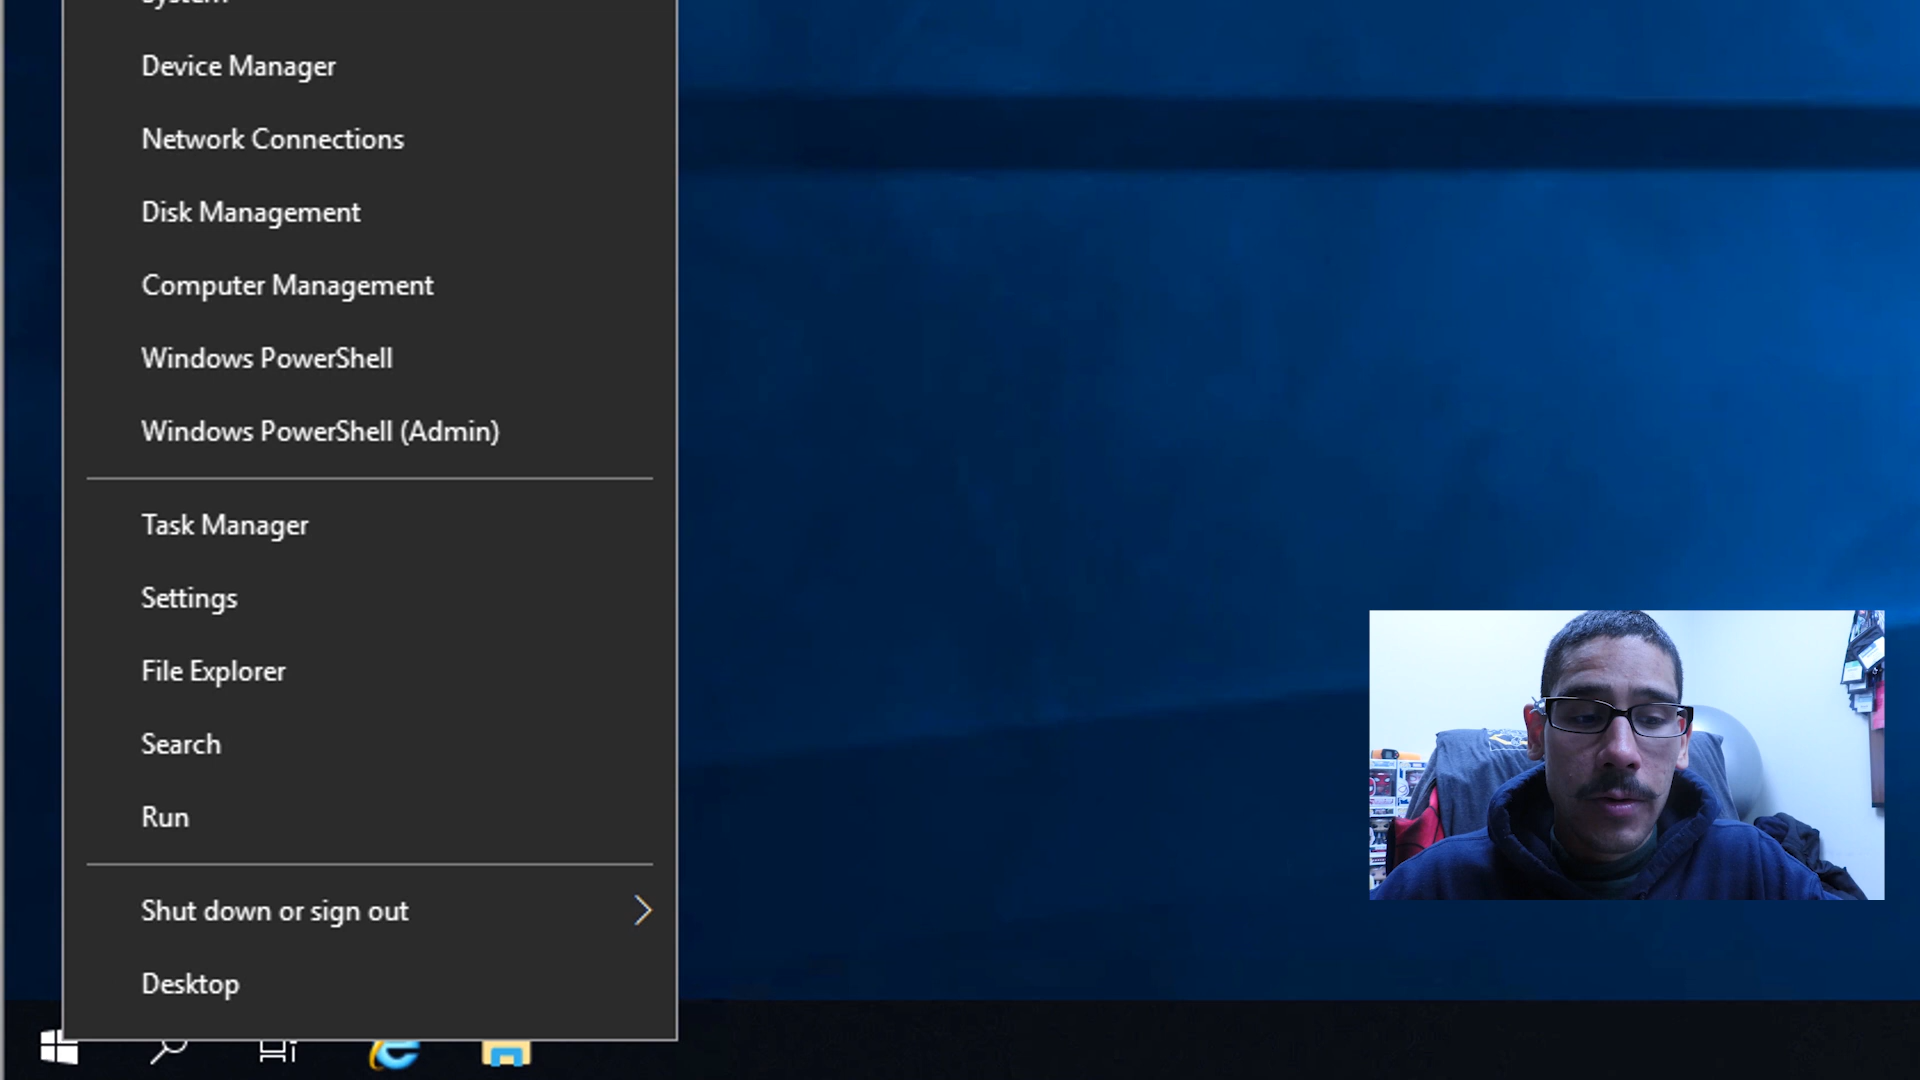 System
Device Manager
Network Connections
Disk Management
Computer Management
Windows PowerShell
Windows PowerShell (Admin)
Task Manager
Settings
File Explorer
Search
Run
Shut down or sign out
Desktop